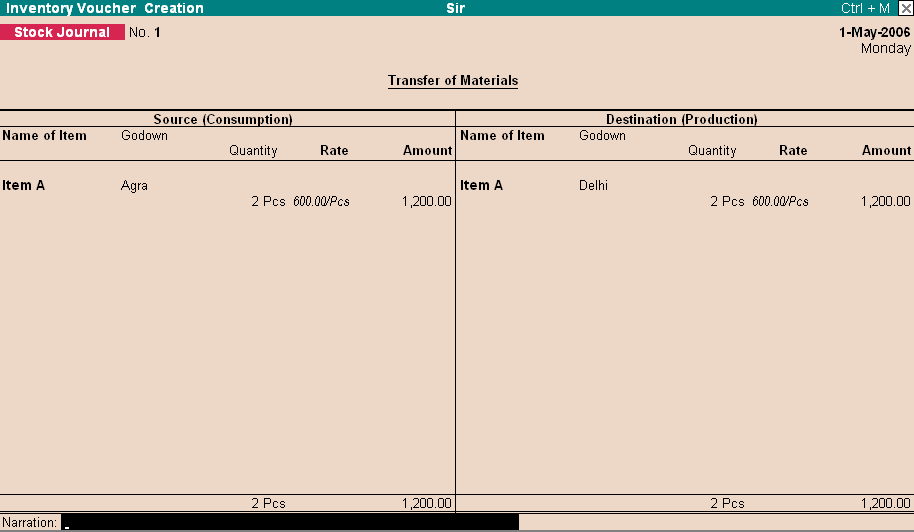 Inventory Voucher Creation Sir Ctrl + M
Stock Journal No. 1 1-May-2006
Monday
Transfer of Materials
Source (Consumption) Destination (Production)
Name of Item Godown Name of Item Godown
Quantity Rate Amount Quantity Rate Amount
Item A Agra Item A Delhi
2 Pcs 600.00/Pcs 1,200.00 2 Pcs 600.00/Pcs 1,200.00
2 Pcs 1,200.00 2 Pcs 1,200.00
Narration: